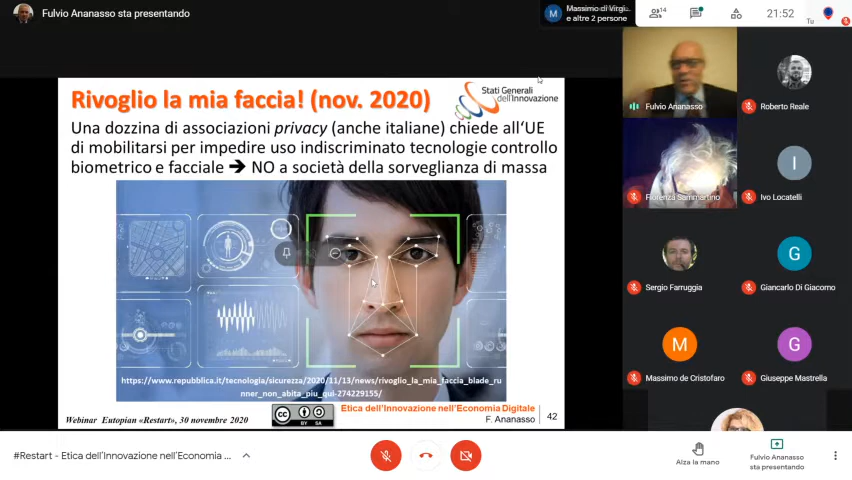 Fulvio Ananasso sta presentando
M
Massimo di Virgi...
e altre 2 persone
14
21:52
Tu
Rivoglio la mia faccia! (nov. 2020)
Stati Generali
dell'Innovazione
Una dozzina di associazioni privacy (anche italiane) chiede all'UE
di mobilitarsi per impedire uso indiscriminato tecnologie controllo
biometrico e facciale ➔ NO a società della sorveglianza di massa
https://www.repubblica.it/tecnologia/sicurezza/2020/11/13/news/rivoglio_la_mia_faccia_blade_ru
nner_non_abita_piu_qui-274229155/
Webinar Eutopian «Restart», 30 novembre 2020
CC
BY SA
Etica dell'Innovazione nell'Economia Digitale
F. Ananasso
42
Fulvio Ananasso
Roberto Reale
Fiorenza Sammartino
I
Ivo Locatelli
Sergio Farruggia
G
Giancarlo Di Giacomo
M
Massimo de Cristofaro
G
Giuseppe Mastrella
#Restart - Etica dell'Innovazione nell'Economia ...
Alza la mano
Fulvio Ananasso
sta presentando